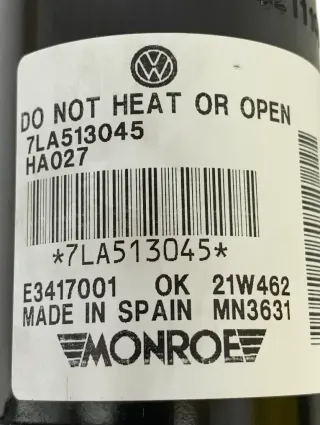 DO NOT HEAT OR OPEN
7LA513045
HA027
*7LA513045*
E3417001 OK 21W462
MADE IN SPAIN MN3631
MONROE